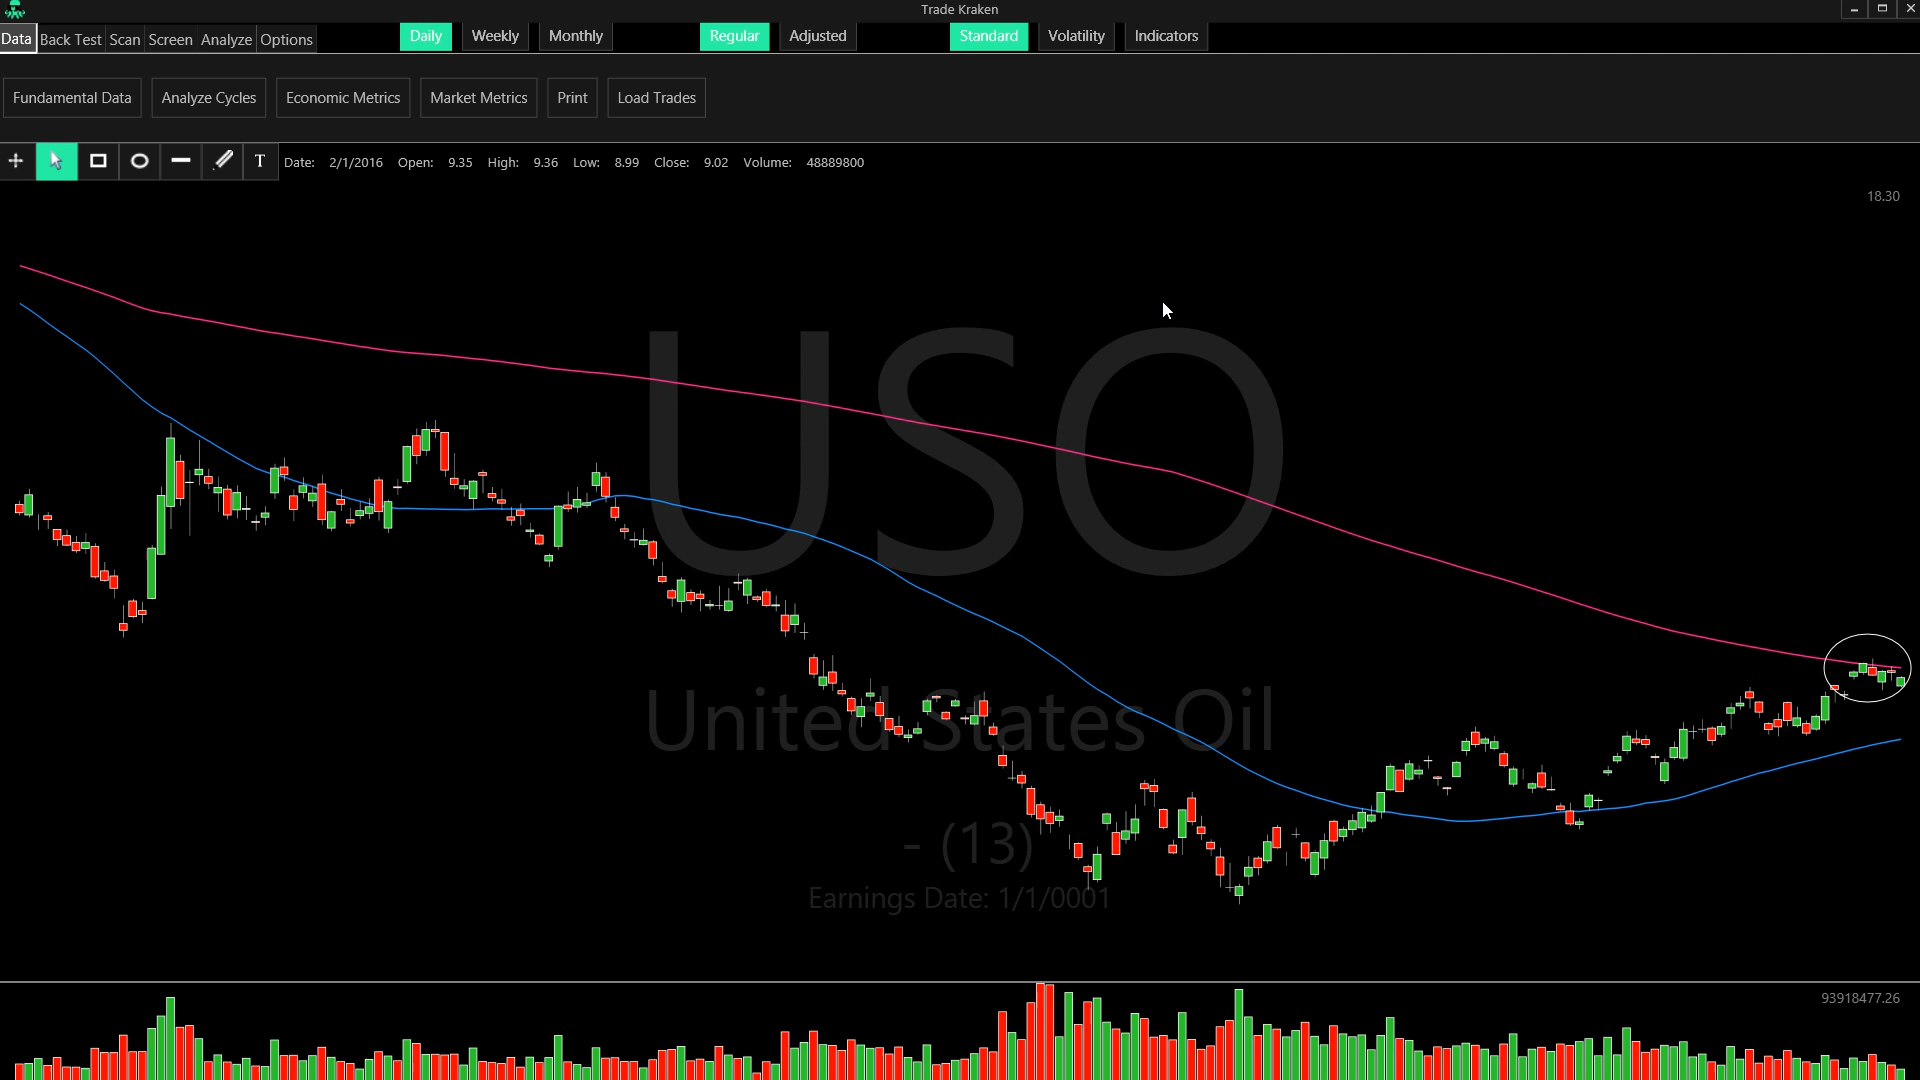 Trade Kraken
Data Back Test Scan Screen Analyze Options Daily Weekly Monthly Regular Adjusted Standard Volatility Indicators
Fundamental Data Analyze Cycles Economic Metrics Market Metrics Print Load Trades
T Date: 2/1/2016 Open: 9.35 High: 9.36 Low: 8.99 Close: 9.02 Volume: 48889800
18.30
USO
United States Oil
- (13)
Earnings Date: 1/1/0001
93918477.26